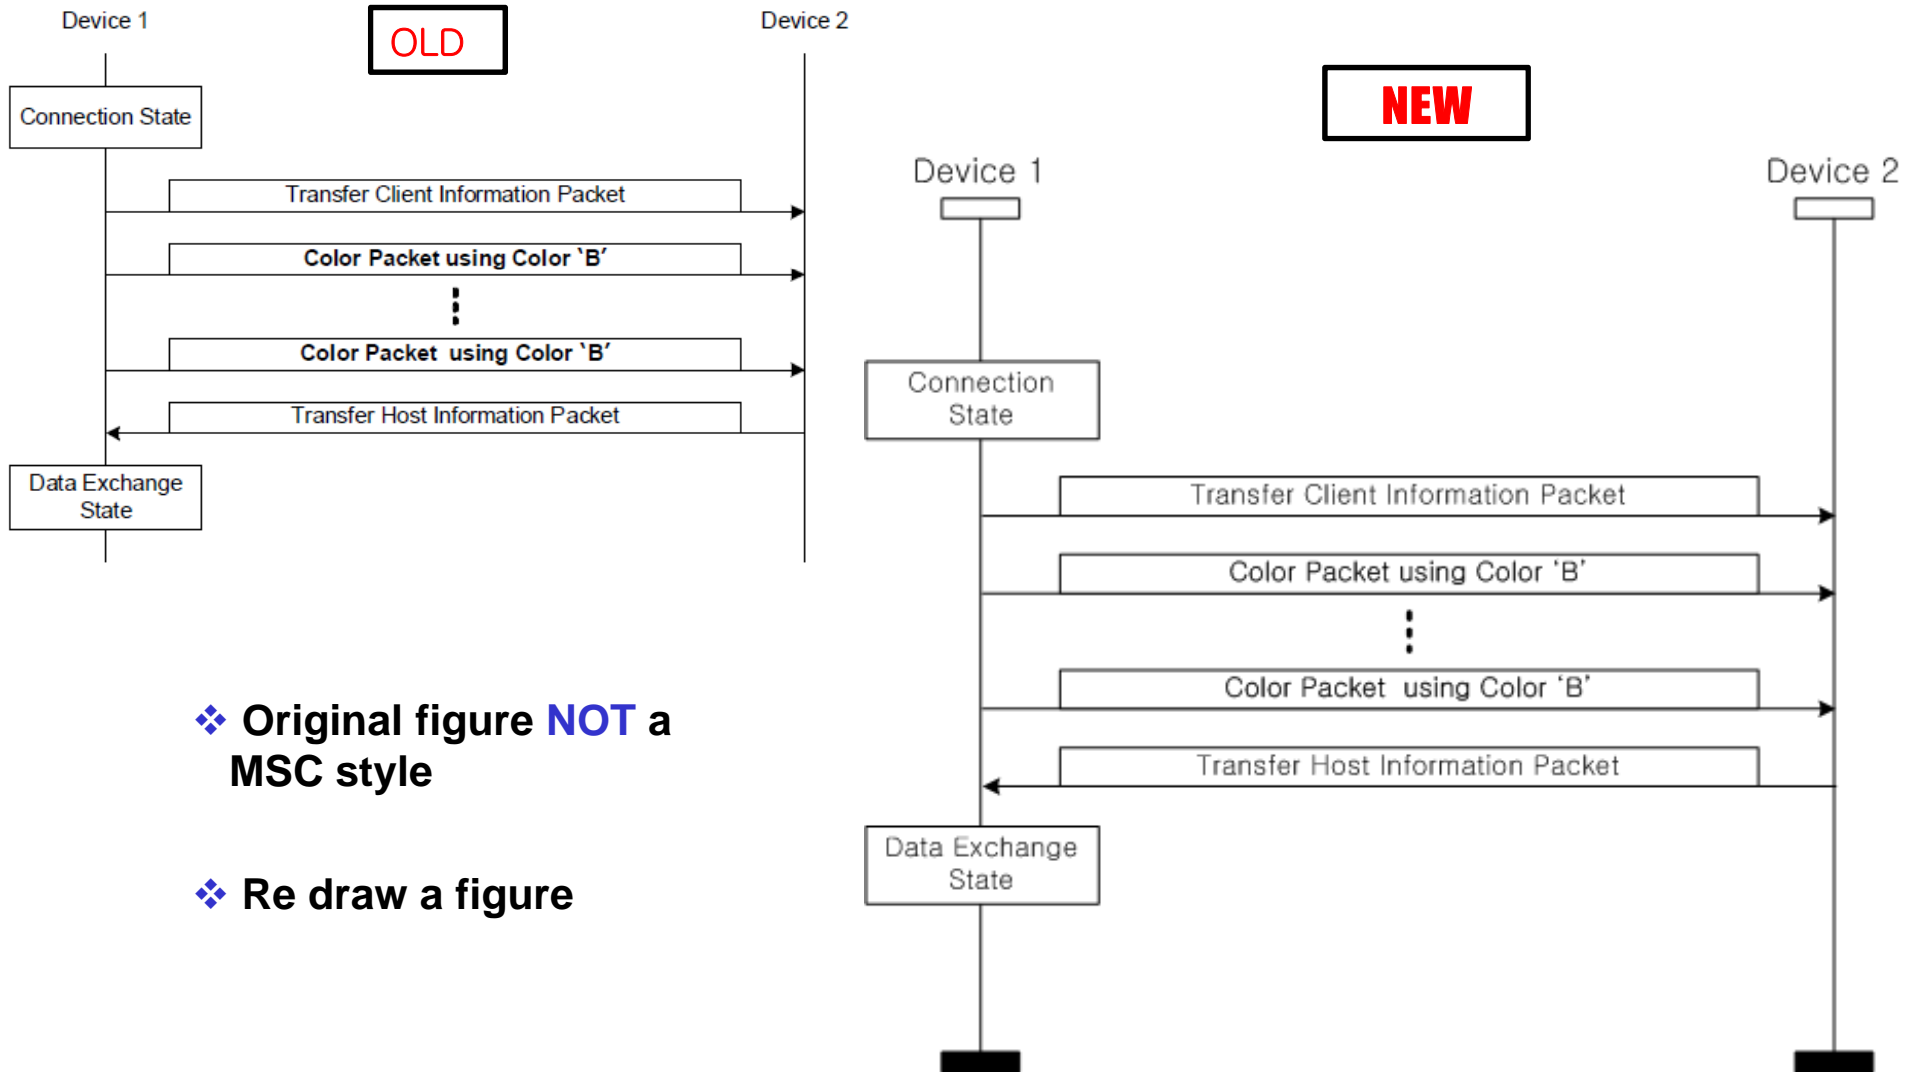 Device 1
OLD
Device 2
Connection State
Transfer Client Information Packet
Color Packet using Color `B′
Color Packet  using Color `B′
Transfer Host Information Packet
Data Exchange
State
❖ Original figure NOT a
MSC style
❖ Re draw a figure
NEW
Device 1
Device 2
Connection
State
Transfer Client Information Packet
Color Packet using Color ‘B’
Color Packet  using Color ‘B’
Transfer Host Information Packet
Data Exchange
State